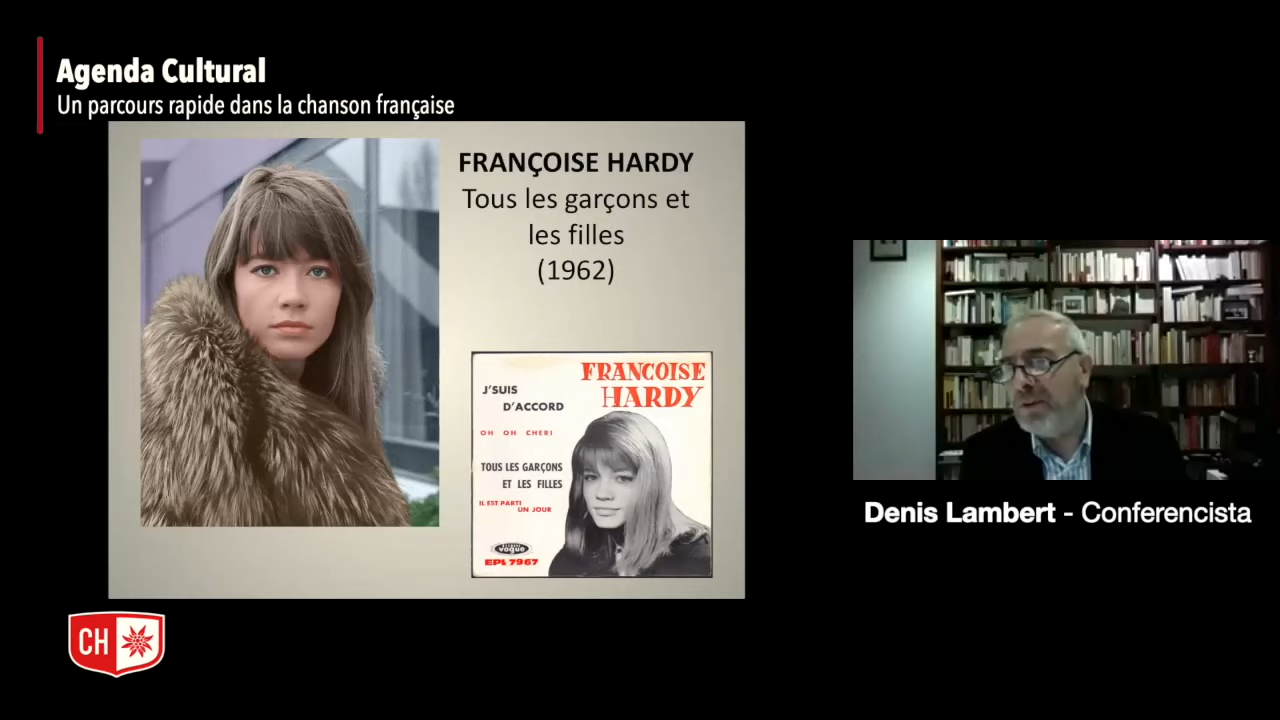 Agenda Cultural
Un parcours rapide dans la chanson française
FRANÇOISE HARDY
Tous les garçons et
les filles
(1962)
FRANCOISE
HARDY
J'SUIS
D'ACCORD
OH OH CHERI
TOUS LES GARÇONS
ET LES FILLES
IL EST PARTI
UN JOUR
vogue
EPL 7967
Denis Lambert - Conferencista
CH